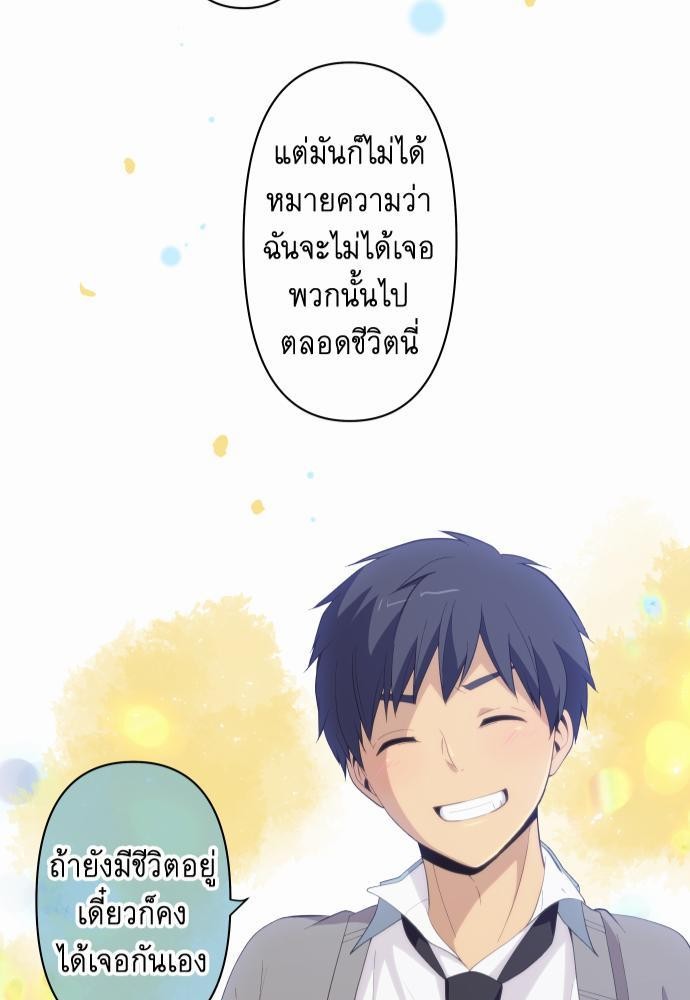 แต่มันก็ไม่ได้
หมายความว่า
ฉันจะไม่ได้เจอ
พวกนั้นไป
ตลอดชีวิตนี่
ถ้ายังมีชีวิตอยู่
เดี๋ยวก็คง
ได้เจอกันเอง